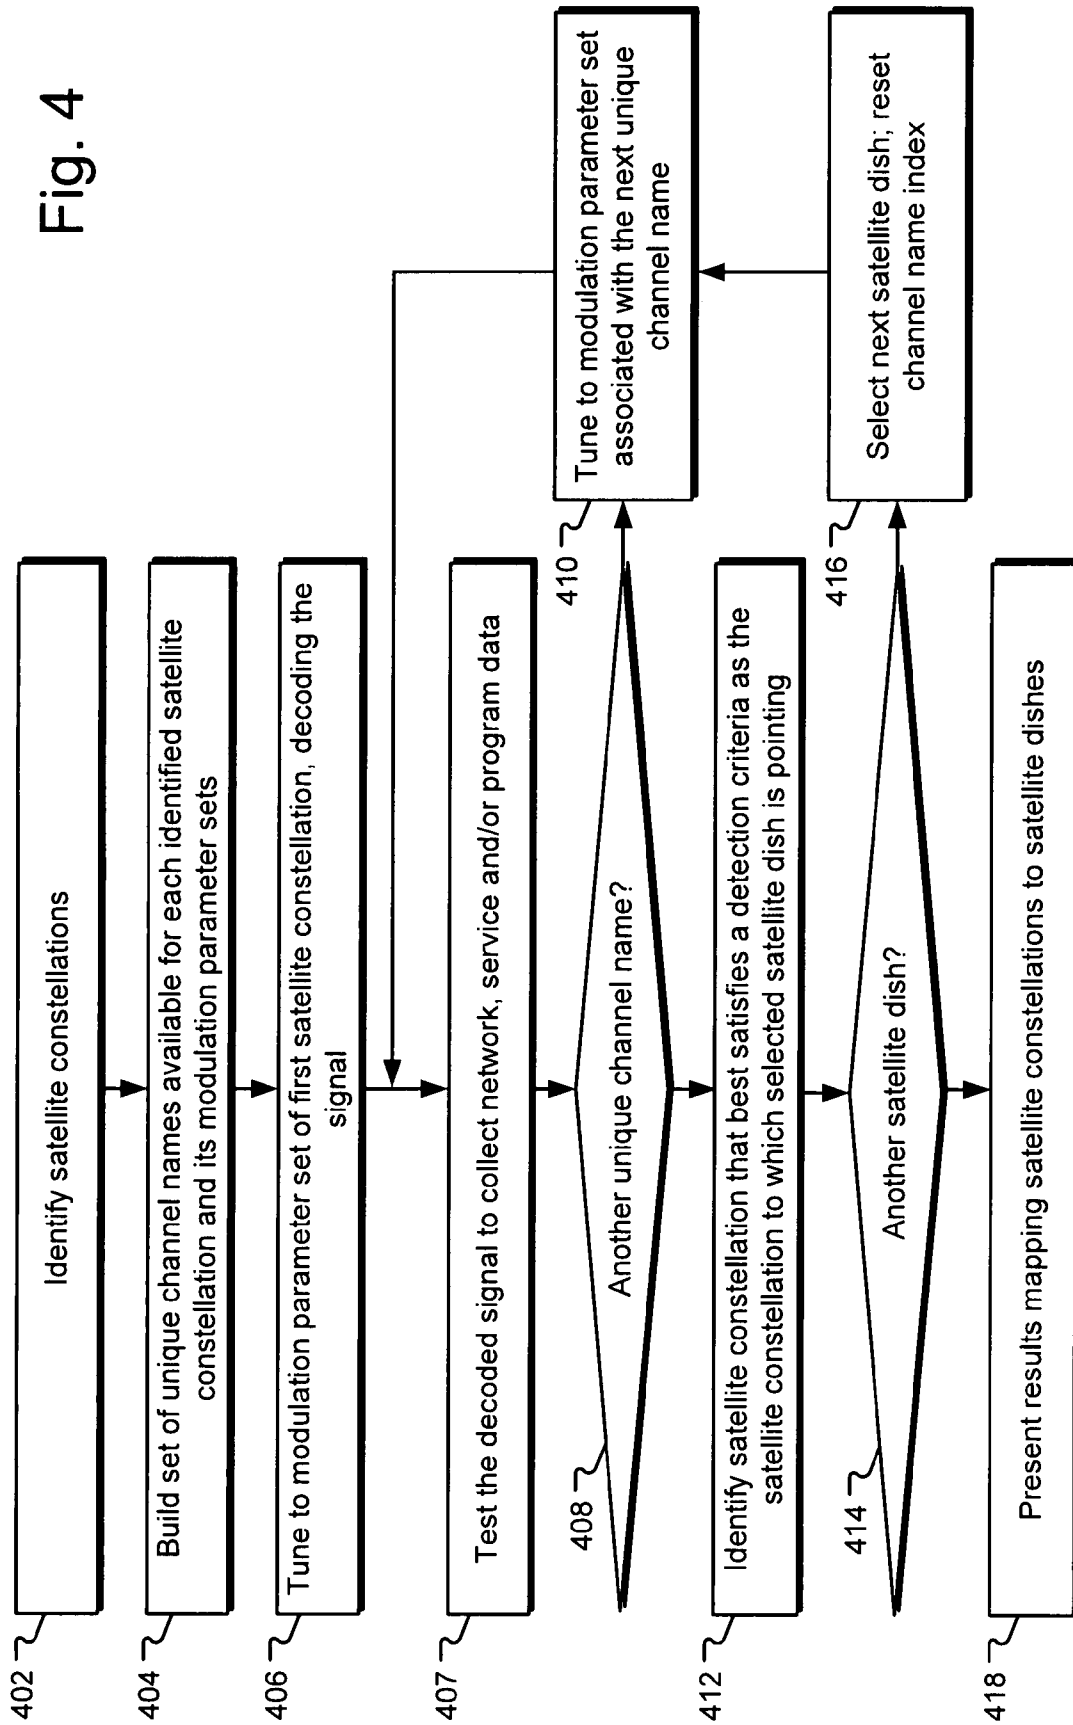 Fig. 4
402
Identify satellite constellations
404
Build set of unique channel names available for each identified satellite
constellation and its modulation parameter sets
406
Tune to modulation parameter set of first satellite constellation, decoding the
signal
407
Test the decoded signal to collect network, service and/or program data
408
Another unique channel name?
410
Tune to modulation parameter set
associated with the next unique
channel name
412
Identify satellite constellation that best satisfies a detection criteria as the
satellite constellation to which selected satellite dish is pointing
414
Another satellite dish?
416
Select next satellite dish; reset
channel name index
418
Present results mapping satellite constellations to satellite dishes